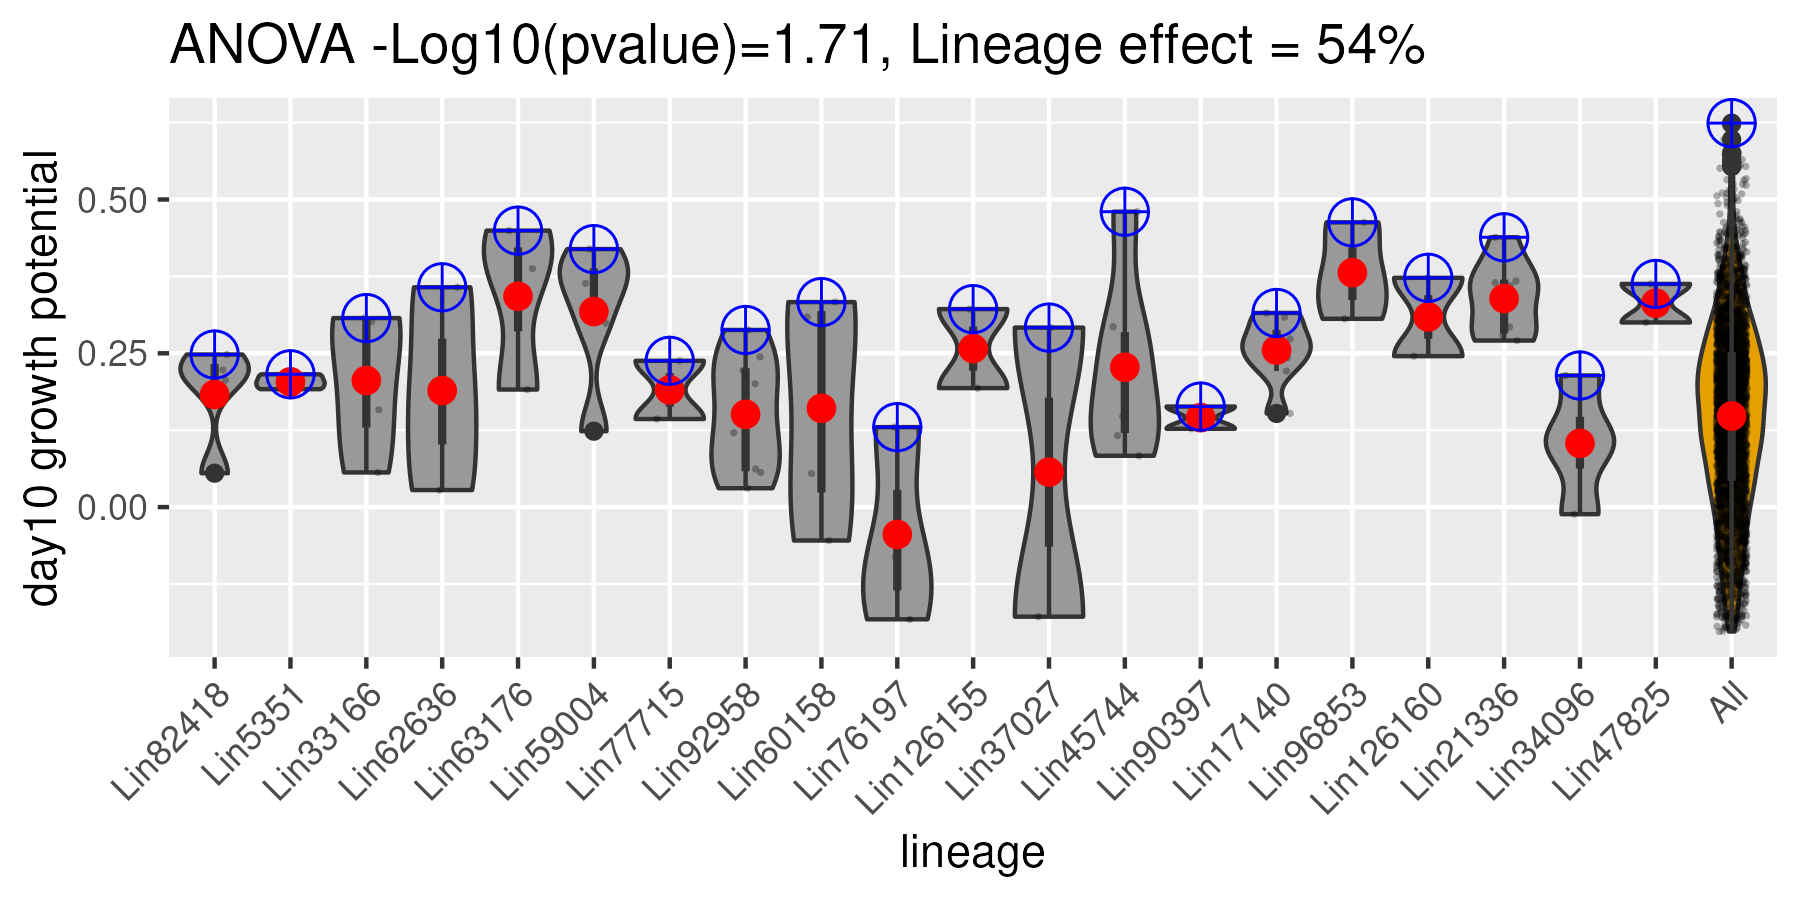 ANOVA -Log10(pvalue)=1.71, Lineage effect = 54%
day10 growth potential
0.50
0.25
0.00
Lin82418
Lin5351
Lin33166
Lin62636
Lin63176
Lin59004
Lin77715
Lin92958
Lin60158
Lin76197
Lin126155
Lin37027
Lin45744
Lin90397
Lin17140
Lin96853
Lin126160
Lin21336
Lin34096
Lin47825
All
lineage